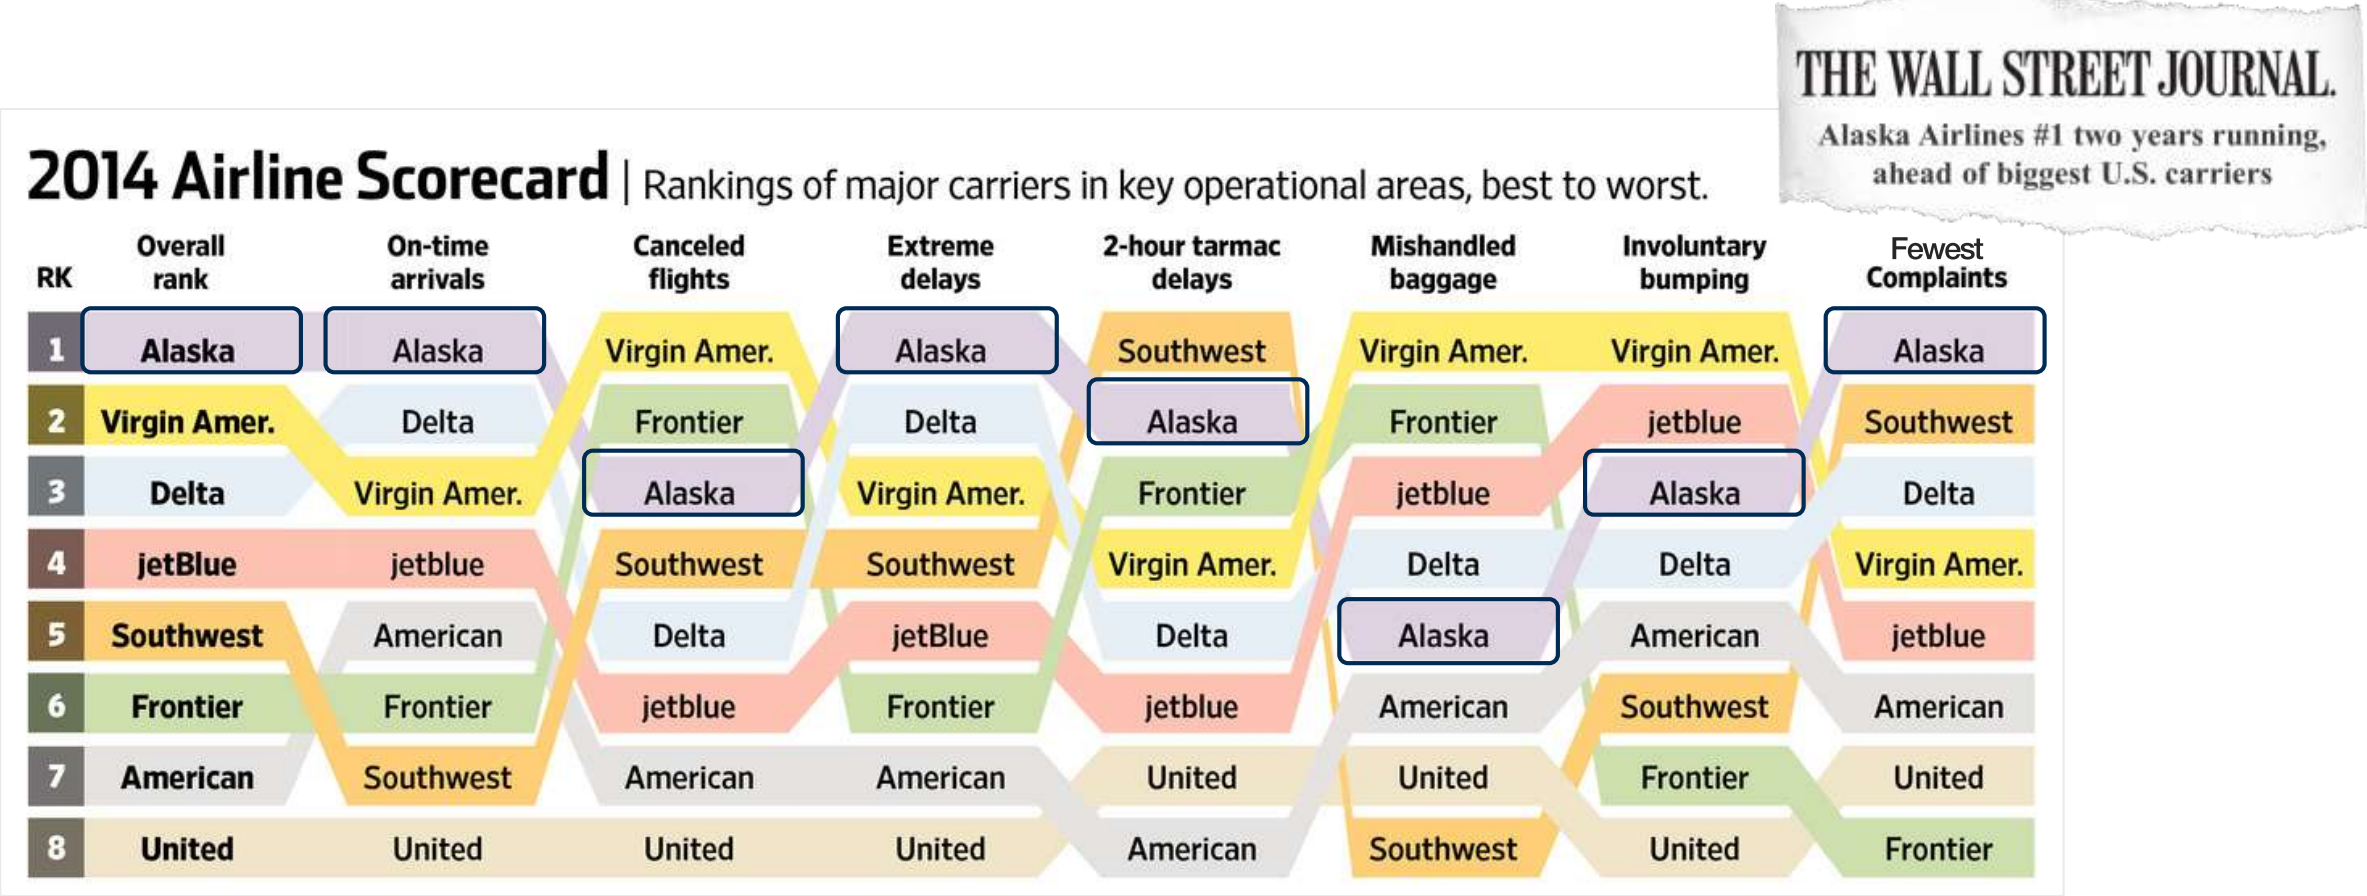 THE WALL STREET JOURNAL.
Alaska Airlines #1 two years running,
ahead of biggest U.S. carriers
2014 Airline Scorecard | Rankings of major carriers in key operational areas, best to worst.
RK Overall rank On-time arrivals Canceled flights Extreme delays 2-hour tarmac delays Mishandled baggage Involuntary bumping Fewest Complaints
1 Alaska Alaska Virgin Amer. Alaska Southwest Virgin Amer. Virgin Amer. Alaska
2 Virgin Amer. Delta Frontier Delta Alaska Frontier jetblue Southwest
3 Delta Virgin Amer. Alaska Virgin Amer. Frontier jetblue Alaska Delta
4 jetBlue jetblue Southwest Southwest Virgin Amer. Delta Delta Virgin Amer.
5 Southwest American Delta jetBlue Delta Alaska American jetblue
6 Frontier Frontier jetblue Frontier jetblue American Southwest American
7 American Southwest American American United United Frontier United
8 United United United United American Southwest United Frontier